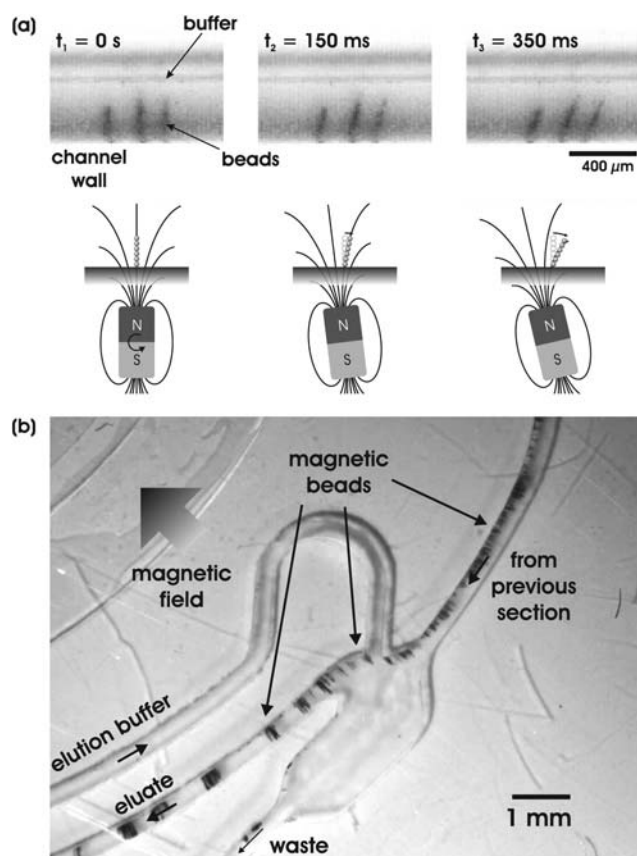 (a)
t1 = 0 s
buffer
t2 = 150 ms
t3 = 350 ms
channel
wall
beads
400 µm
N
S
N
S
N
S
(b)
magnetic
beads
magnetic
field
from
previous
section
elution buffer
eluate
waste
1 mm